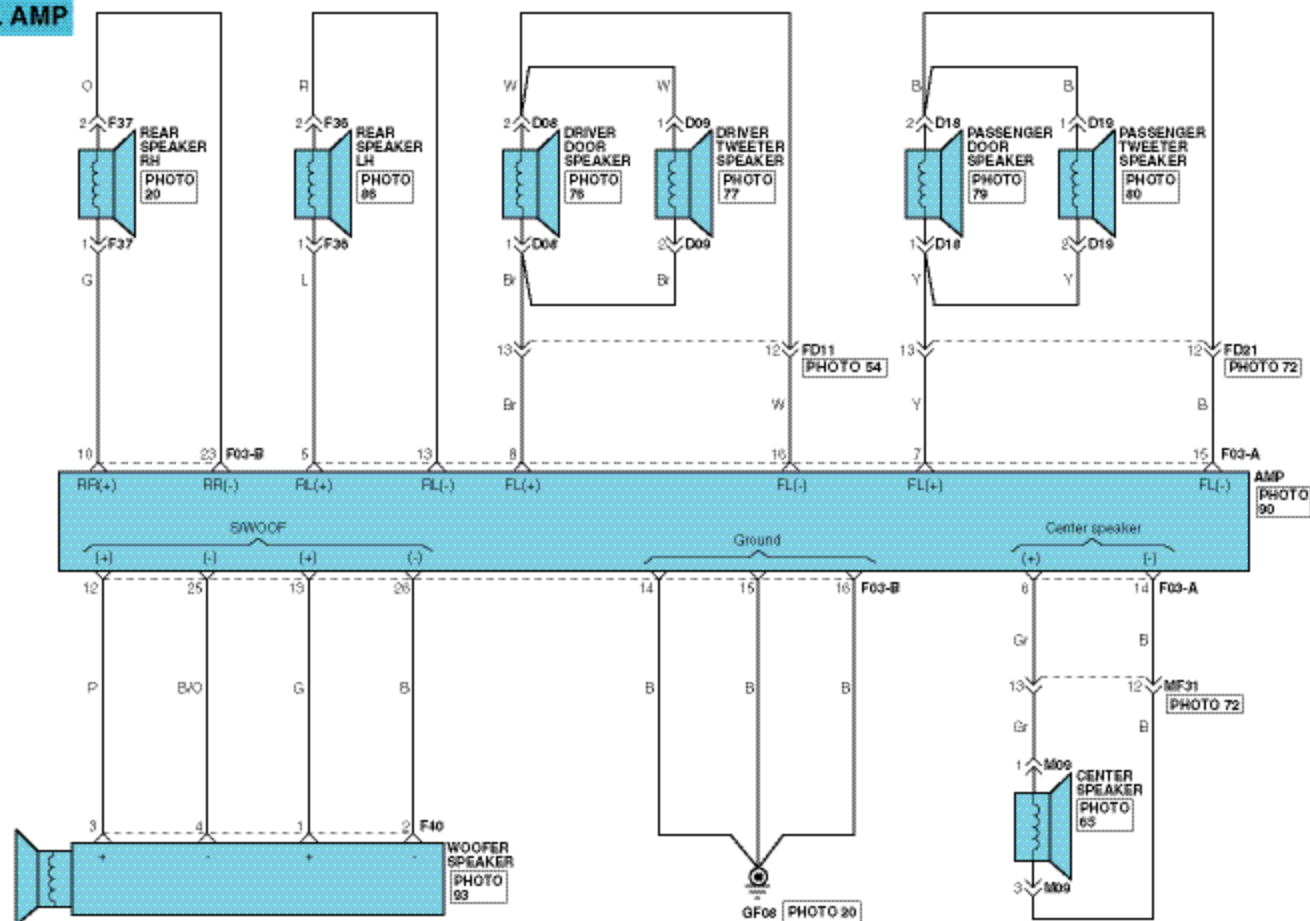 . AMP
O
R
W
W
B
B
2 F37
REAR
SPEAKER
RH
PHOTO
20
1 F37
2 F36
REAR
SPEAKER
LH
PHOTO
86
1 F36
2 D08
DRIVER
DOOR
SPEAKER
PHOTO
76
1 D08
1 D09
DRIVER
TWEETER
SPEAKER
PHOTO
77
2 D09
2 D18
PASSENGER
DOOR
SPEAKER
PHOTO
79
1 D18
1 D19
PASSENGER
TWEETER
SPEAKER
PHOTO
80
2 D19
G
L
Br
Br
Y
Y
13
12 FD11
PHOTO 54
13
12 FD21
PHOTO 72
Br
W
Y
B
10
23 F03-B
5
13
8
16
7
15 F03-A
RR(+)
RR(-)
RL(+)
RL(-)
FL(+)
FL(-)
FL(+)
FL(-)
AMP
PHOTO
90
S/WOOF
Ground
Center speaker
(+)
(-)
(+)
(-)
(+)
(-)
12
25
13
26
14
15
16 F03-B
6
14 F03-A
Gr
B
P
B/O
G
B
B
B
B
13
12 MF31
PHOTO 72
Gr
B
1 M09
CENTER
SPEAKER
PHOTO
65
3 M09
3
4
1
2 F40
+
-
+
-
WOOFER
SPEAKER
PHOTO
93
GF08 PHOTO 20